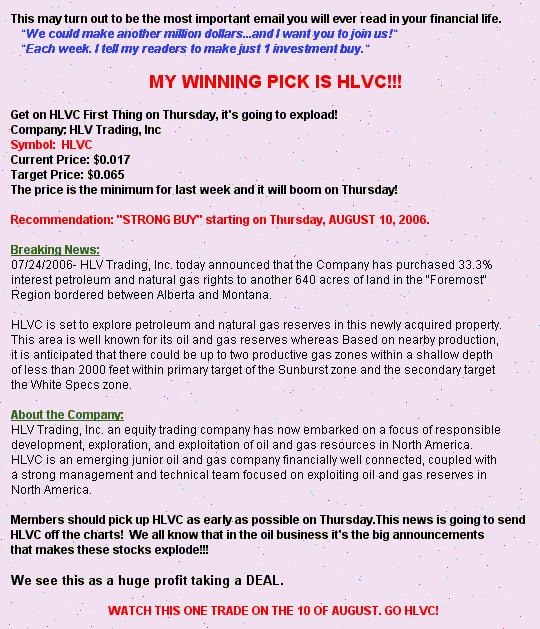 This may turn out to be the most important email you will ever read in your financial life.
"We could make another million dollars...and I want you to join us!"
"Each week. I tell my readers to make just 1 investment buy."
MY WINNING PICK IS HLVC!!!
Get on HLVC First Thing on Thursday, it's going to expload!
Company: HLV Trading, Inc
Symbol: HLVC
Current Price: $0.017
Target Price: $0.065
The price is the minimum for last week and it will boom on Thursday!
Recommendation: "STRONG BUY" starting on Thursday, AUGUST 10, 2006.
Breaking News:
07/24/2006- HLV Trading, Inc. today announced that the Company has purchased 33.3%
interest petroleum and natural gas rights to another 640 acres of land in the "Foremost"
Region bordered between Alberta and Montana.
HLVC is set to explore petroleum and natural gas reserves in this newly acquired property.
This area is well known for its oil and gas reserves whereas Based on nearby production,
it is anticipated that there could be up to two productive gas zones within a shallow depth
of less than 2000 feet within primary target of the Sunburst zone and the secondary target
the White Specs zone.
About the Company:
HLV Trading, Inc. an equity trading company has now embarked on a focus of responsible
development, exploration, and exploitation of oil and gas resources in North America.
HLVC is an emerging junior oil and gas company financially well connected, coupled with
a strong management and technical team focused on exploiting oil and gas reserves in
North America.
Members should pick up HLVC as early as possible on Thursday.This news is going to send
HLVC off the charts! We all know that in the oil business it's the big announcements
that makes these stocks explode!!!
We see this as a huge profit taking a DEAL.
WATCH THIS ONE TRADE ON THE 10 OF AUGUST. GO HLVC!